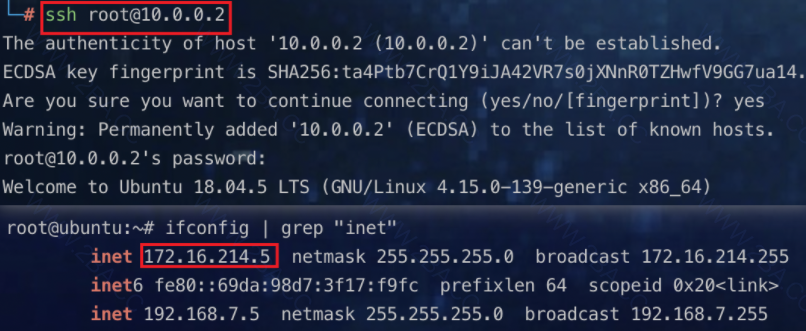 └─# ssh root@10.0.0.2
The authenticity of host '10.0.0.2 (10.0.0.2)' can't be established.
ECDSA key fingerprint is SHA256:ta4Ptb7CrQ1Y9iJA42VR7s0jXNnR0TZHwfV9GG7ua14.
Are you sure you want to continue connecting (yes/no/[fingerprint])? yes
Warning: Permanently added '10.0.0.2' (ECDSA) to the list of known hosts.
root@10.0.0.2's password:
Welcome to Ubuntu 18.04.5 LTS (GNU/Linux 4.15.0-139-generic x86_64)
root@ubuntu:~# ifconfig | grep "inet"
inet 172.16.214.5 netmask 255.255.255.0 broadcast 172.16.214.255
inet6 fe80::69da:98d7:3f17:f9fc prefixlen 64 scopeid 0x20<link>
inet 192.168.7.5 netmask 255.255.255.0 broadcast 192.168.7.255